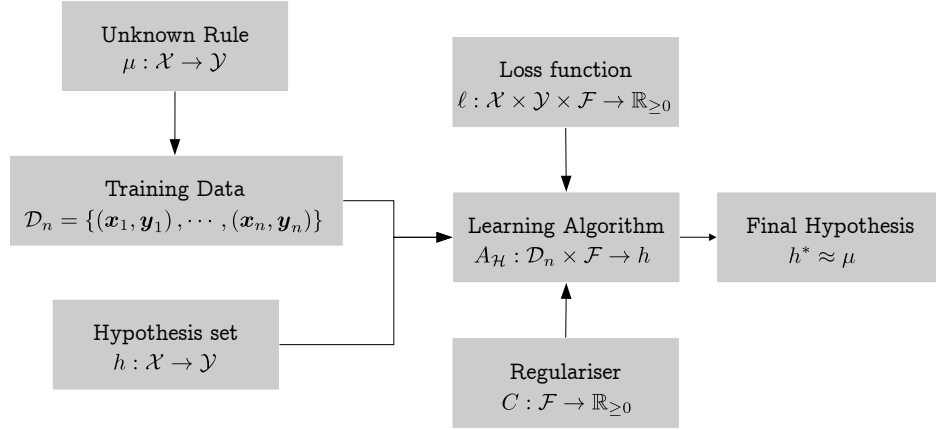 Unknown Rule
μ : 𝒳 → 𝒴
Training Data
𝒟ₙ = {(𝒙₁, 𝒚₁) , ⋯ , (𝒙ₙ, 𝒚ₙ)}
Hypothesis set
h : 𝒳 → 𝒴
Loss function
ℓ : 𝒳 × 𝒴 × ℱ → ℝ≥0
Learning Algorithm
A_ℋ : 𝒟ₙ × ℱ → h
Regulariser
C : ℱ → ℝ≥0
Final Hypothesis
h* ≈ μ